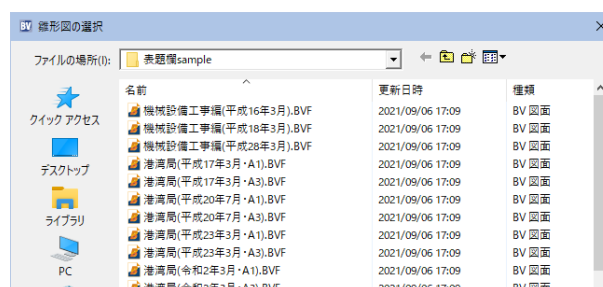 BV 雛形図の選択
ファイルの場所(I): 表題欄sample
名前 更新日時 種類
機械設備工事編(平成16年3月).BVF 2021/09/06 17:09 BV 図面
機械設備工事編(平成18年3月).BVF 2021/09/06 17:09 BV 図面
機械設備工事編(平成28年3月).BVF 2021/09/06 17:09 BV 図面
港湾局(平成17年3月・A1).BVF 2021/09/06 17:09 BV 図面
港湾局(平成17年3月・A3).BVF 2021/09/06 17:09 BV 図面
港湾局(平成20年7月・A1).BVF 2021/09/06 17:09 BV 図面
港湾局(平成20年7月・A3).BVF 2021/09/06 17:09 BV 図面
港湾局(平成23年3月・A1).BVF 2021/09/06 17:09 BV 図面
港湾局(平成23年3月・A3).BVF 2021/09/06 17:09 BV 図面
港湾局(令和2年3月・A1).BVF 2021/09/06 17:09 BV 図面
クイック アクセス
デスクトップ
ライブラリ
PC